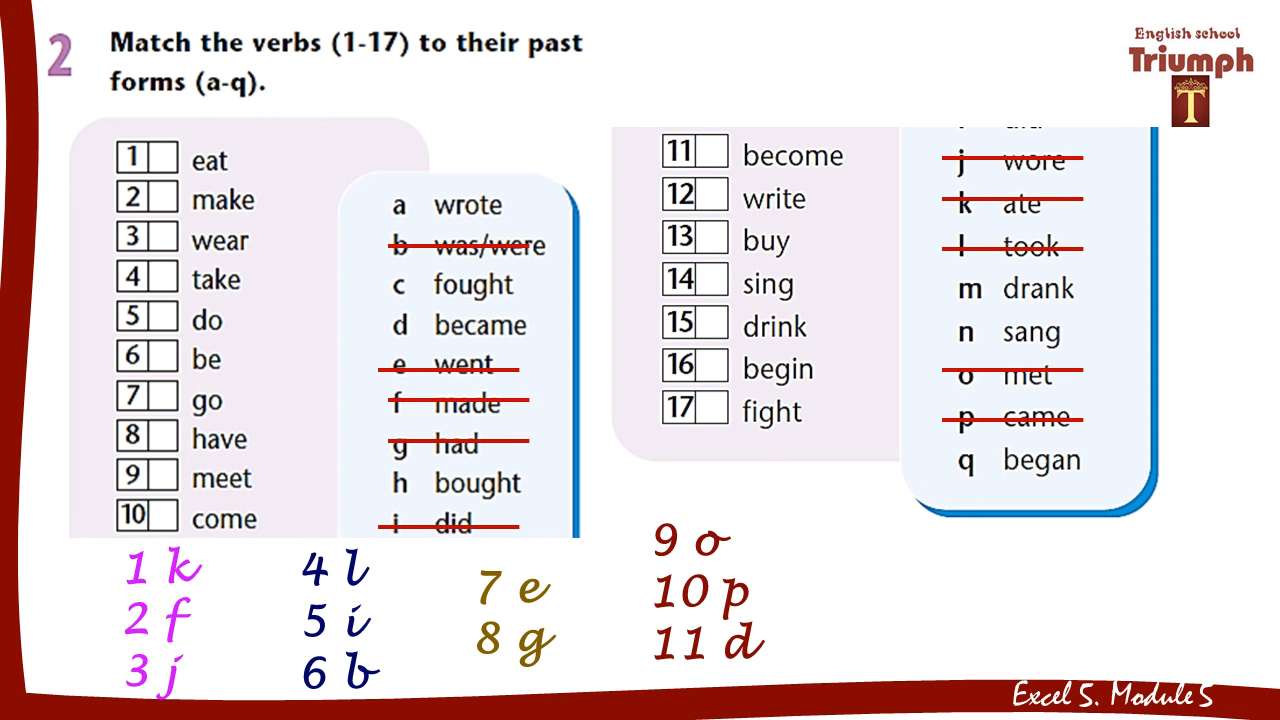 2 Match the verbs (1-17) to their past
forms (a-q).
English school
Triumph
T
1 eat
2 make
3 wear
4 take
5 do
6 be
7 go
8 have
9 meet
10 come
a wrote
b was/were
c fought
d became
e went
f made
g had
h bought
i did
11 become
12 write
13 buy
14 sing
15 drink
16 begin
17 fight
j wore
k ate
l took
m drank
n sang
o met
p came
q began
1 k
2 f
3 j
4 l
5 i
6 b
7 e
8 g
9 o
10 p
11 d
Excel 5. Module 5